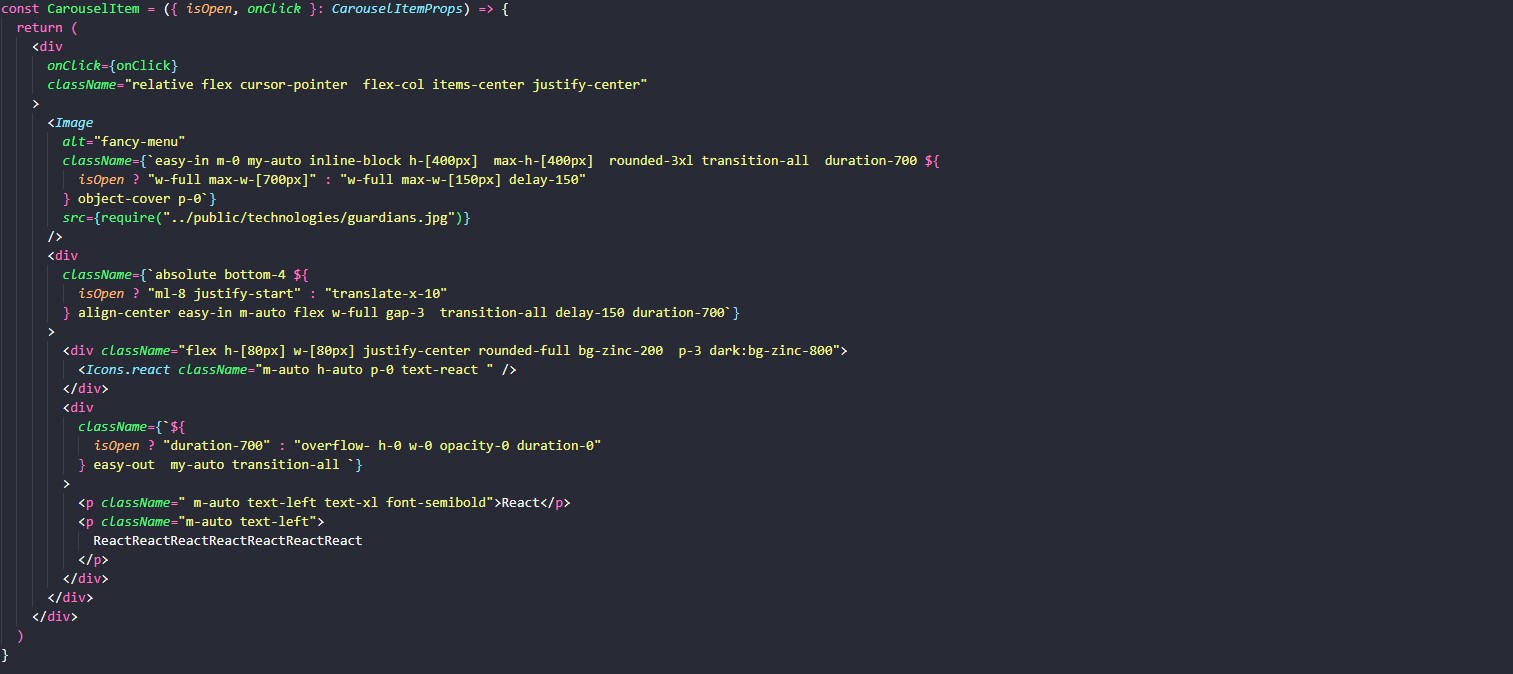 const CarouselItem = ({ isOpen, onClick }: CarouselItemProps) => {
  return (
    <div
      onClick={onClick}
      className="relative flex cursor-pointer  flex-col items-center justify-center"
    >
      <Image
        alt="fancy-menu"
        className={`easy-in m-0 my-auto inline-block h-[400px]  max-h-[400px]  rounded-3xl transition-all  duration-700 ${
          isOpen ? "w-full max-w-[700px]" : "w-full max-w-[150px] delay-150"
        } object-cover p-0`}
        src={require("../public/technologies/guardians.jpg")}
      />
      <div
        className={`absolute bottom-4 ${
          isOpen ? "ml-8 justify-start" : "translate-x-10"
        } align-center easy-in m-auto flex w-full gap-3  transition-all delay-150 duration-700`}
      >
        <div className="flex h-[80px] w-[80px] justify-center rounded-full bg-zinc-200  p-3 dark:bg-zinc-800">
          <Icons.react className="m-auto h-auto p-0 text-react " />
        </div>
        <div
          className={`${
            isOpen ? "duration-700" : "overflow- h-0 w-0 opacity-0 duration-0"
          } easy-out  my-auto transition-all `}
        >
          <p className=" m-auto text-left text-xl font-semibold">React</p>
          <p className="m-auto text-left">
            ReactReactReactReactReactReactReact
          </p>
        </div>
      </div>
    </div>
  )
}